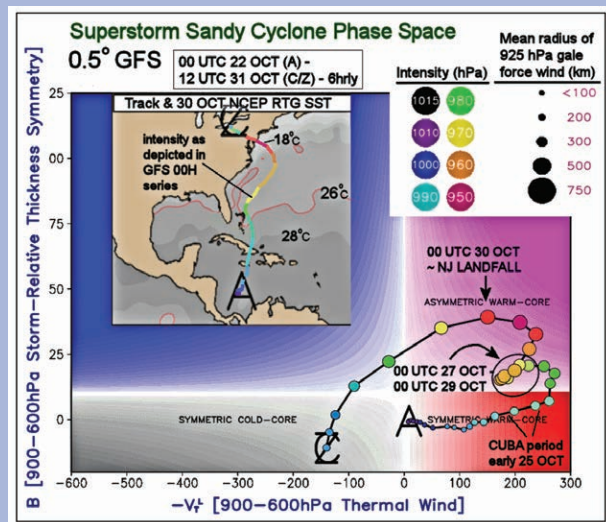 Superstorm Sandy Cyclone Phase Space
0.5° GFS
00 UTC 22 OCT (A) -
12 UTC 31 OCT (C/Z) - 6hrly
Track & 30 OCT NCEP RTG SST
intensity as
depicted in
GFS 00H
series
18°C
26°C
28°C
C
Z
A
Intensity (hPa)
1015
980
1010
970
1000
960
990
950
Mean radius of
925 hPa gale
force wind (km)
<100
200
300
500
750
00 UTC 30 OCT
~ NJ LANDFALL
ASYMMETRIC WARM-CORE
00 UTC 27 OCT
00 UTC 29 OCT
SYMMETRIC COLD-CORE
SYMMETRIC WARM-CORE
A
C
Z
CUBA period
early 25 OCT
B [900-600hPa Storm-Relative Thickness Symmetry]
25
00
75
50
25
0
-600
-500
-400
-300
-200
-100
0
100
200
300
-V_T^L [900-600hPa Thermal Wind]